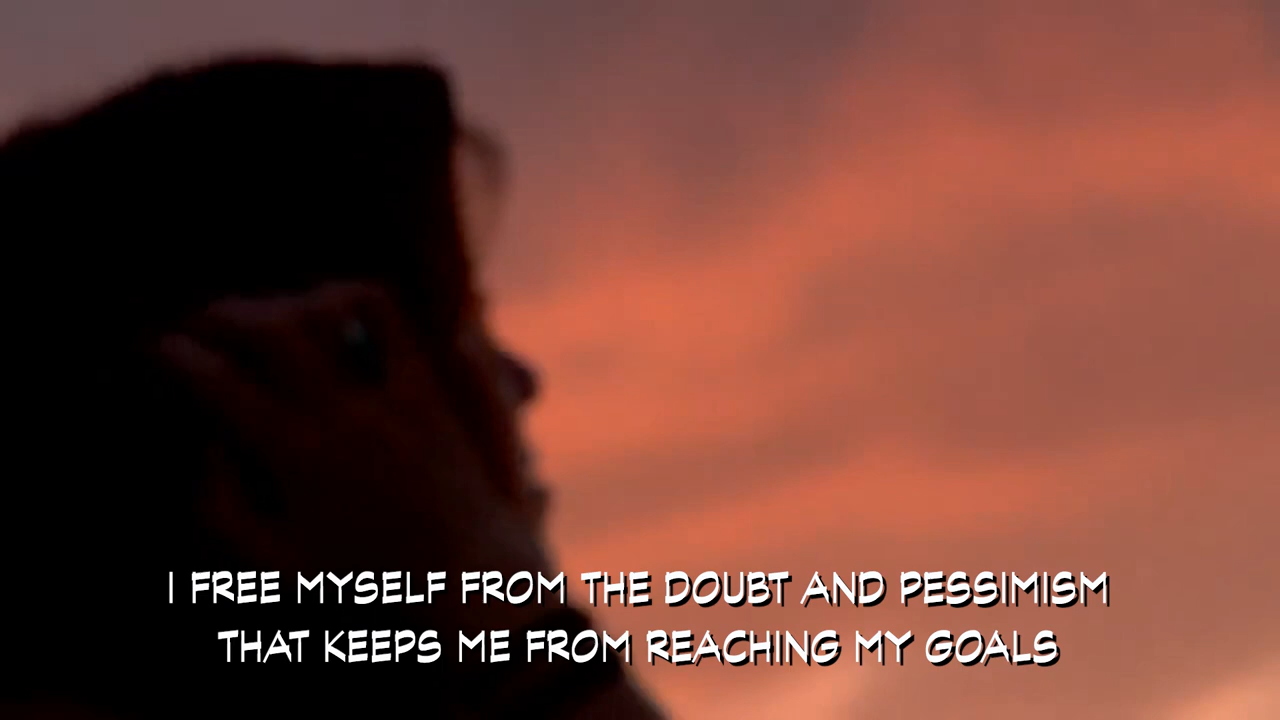 I FREE MYSELF FROM THE DOUBT AND PESSIMISM
THAT KEEPS ME FROM REACHING MY GOALS